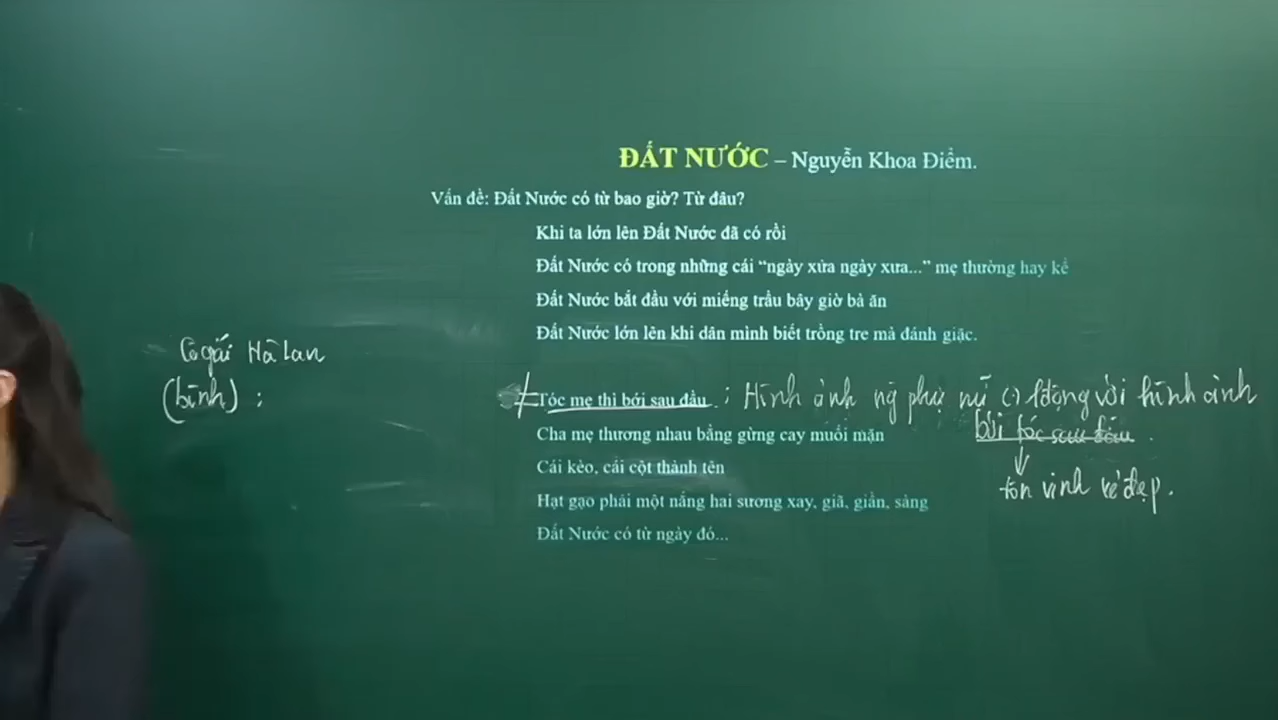 ĐẤT NƯỚC – Nguyễn Khoa Điềm.
Vấn đề: Đất Nước có từ bao giờ? Từ đâu?
Khi ta lớn lên Đất Nước đã có rồi
Đất Nước có trong những cái “ngày xửa ngày xưa...” mẹ thường hay kể
Đất Nước bắt đầu với miếng trầu bây giờ bà ăn
Đất Nước lớn lên khi dân mình biết trồng tre mà đánh giặc.
Cô gái Hà Lan
(bình) :
Tóc mẹ thì bới sau đầu : Hình ảnh ng phụ nữ lđộng với hình ảnh
bới tóc sau đầu .
Cha mẹ thương nhau bằng gừng cay muối mặn
Cái kèo, cái cột thành tên
tôn vinh vẻ đẹp.
Hạt gạo phải một nắng hai sương xay, giã, giần, sàng
Đất Nước có từ ngày đó...